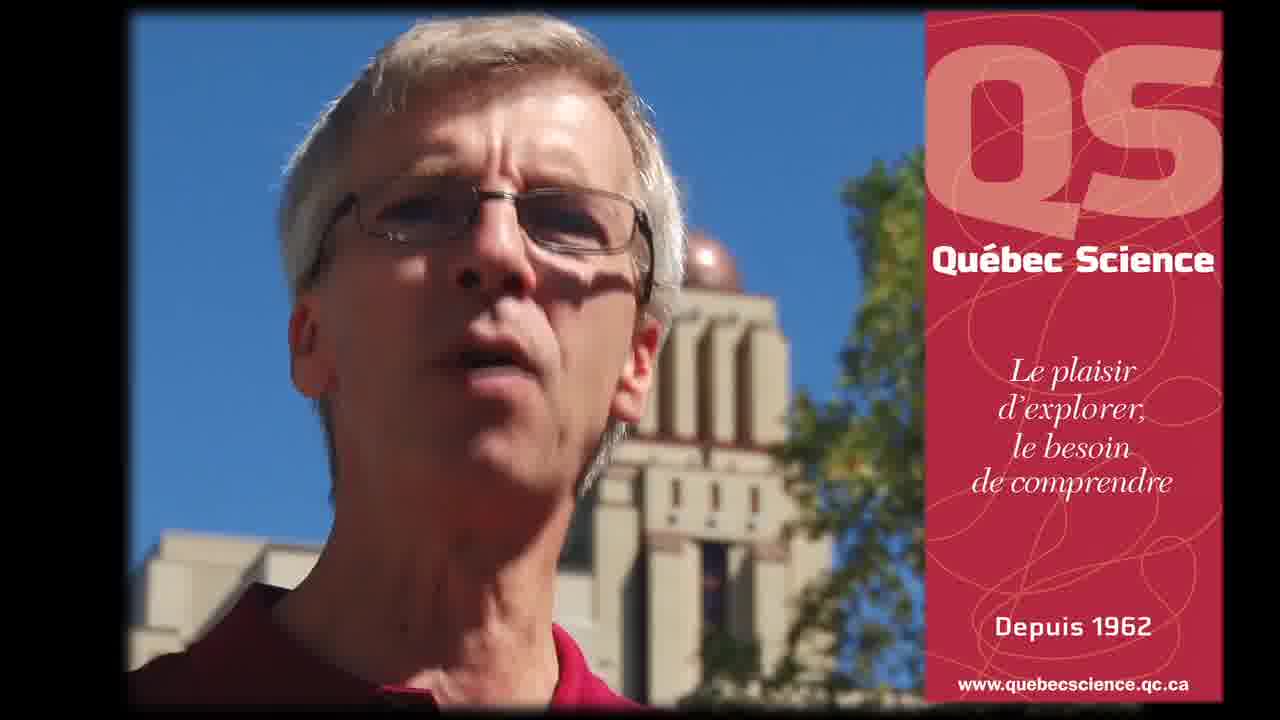 QS
Québec Science
Le plaisir
d'explorer,
le besoin
de comprendre
Depuis 1962
www.quebecscience.qc.ca